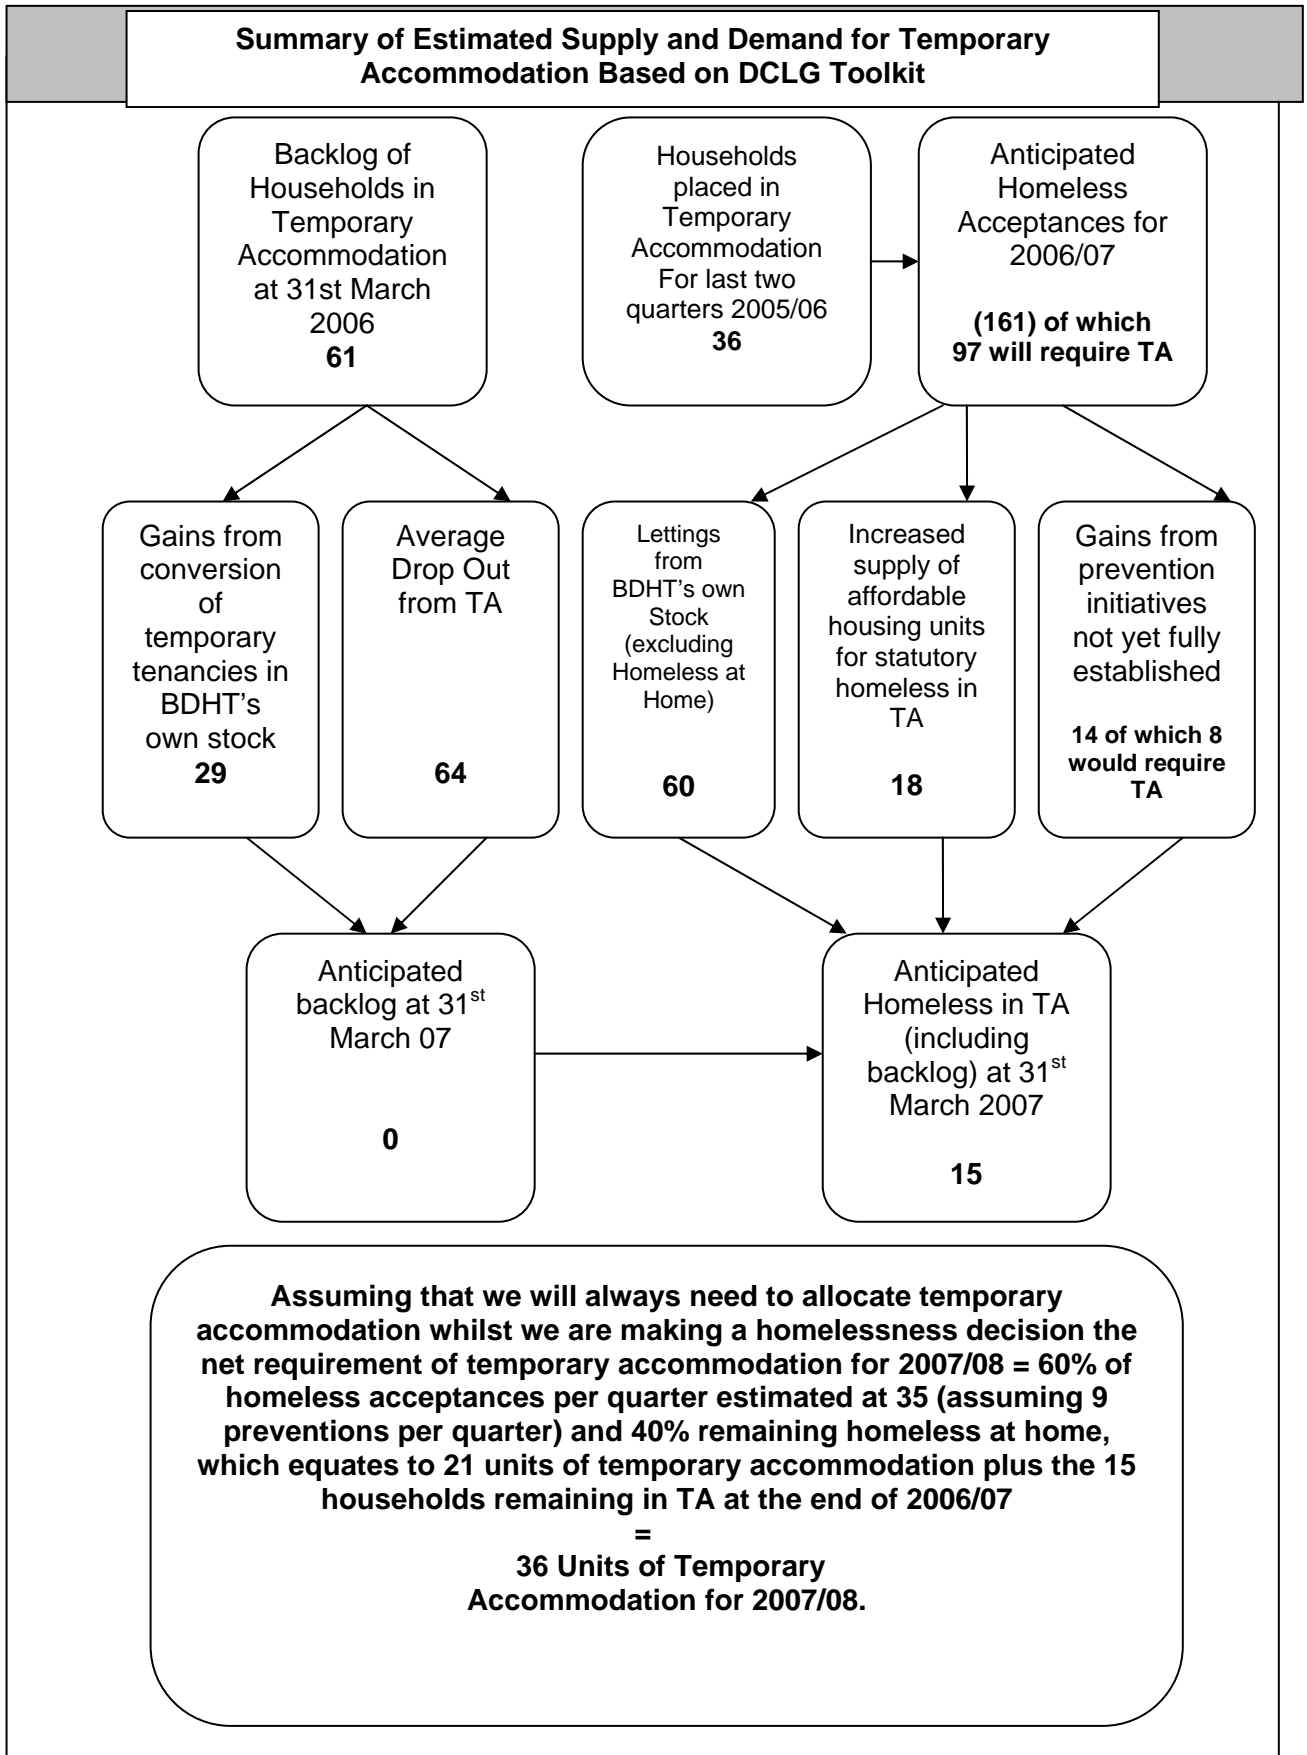 Summary of Estimated Supply and Demand for Temporary
Accommodation Based on DCLG Toolkit
Backlog of
Households in
Temporary
Accommodation
at 31st March
2006
61
Households
placed in
Temporary
Accommodation
For last two
quarters 2005/06
36
Anticipated
Homeless
Acceptances for
2006/07
(161) of which
97 will require TA
Gains from
conversion
of
temporary
tenancies in
BDHT's
own stock
29
Average
Drop Out
from TA
64
Lettings
from
BDHT's own
Stock
(excluding
Homeless at
Home)
60
Increased
supply of
affordable
housing units
for statutory
homeless in
TA
18
Gains from
prevention
initiatives
not yet fully
established
14 of which 8
would require
TA
Anticipated
backlog at 31st
March 07
0
Anticipated
Homeless in TA
(including
backlog) at 31st
March 2007
15
Assuming that we will always need to allocate temporary
accommodation whilst we are making a homelessness decision the
net requirement of temporary accommodation for 2007/08 = 60% of
homeless acceptances per quarter estimated at 35 (assuming 9
preventions per quarter) and 40% remaining homeless at home,
which equates to 21 units of temporary accommodation plus the 15
households remaining in TA at the end of 2006/07
=
36 Units of Temporary
Accommodation for 2007/08.